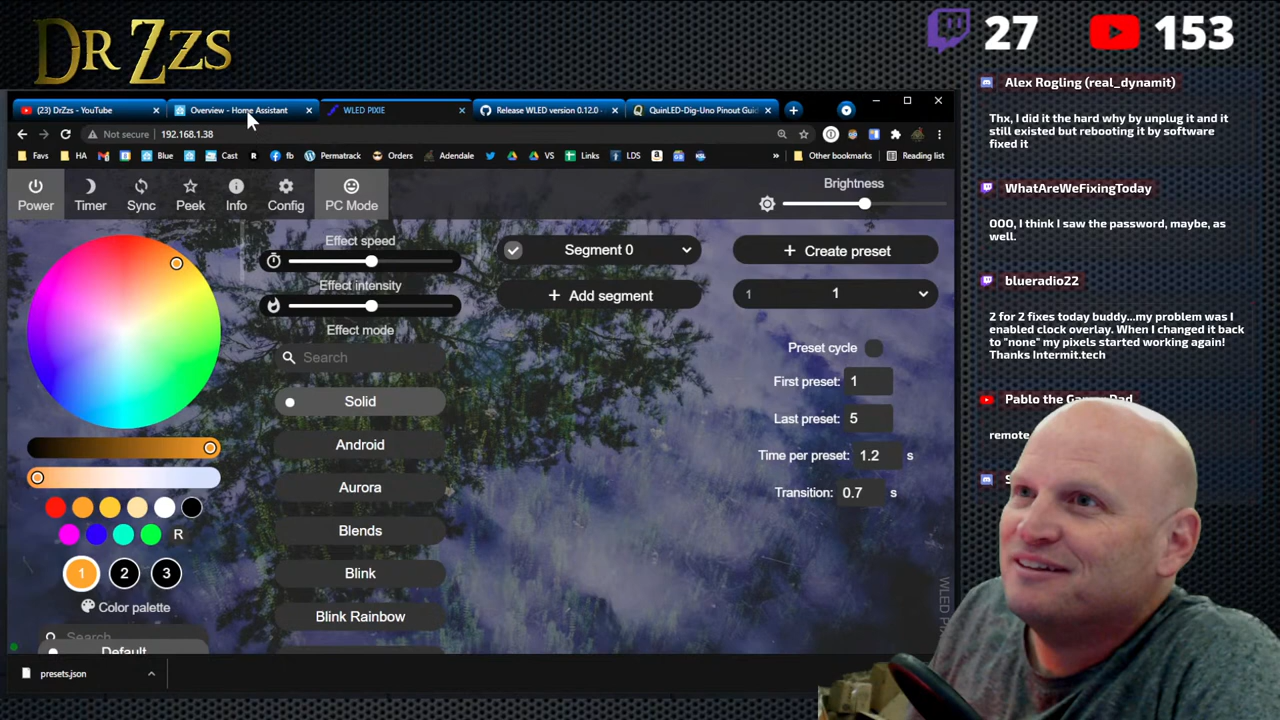 DR ZZS
27
153
(23) DrZzs - YouTube
Overview - Home Assistant
WLED PIXIE
Release WLED version 0.12.0 -
QuinLED-Dig-Uno Pinout Guid
Not secure
192.168.1.38
Favs
HA
Blue
Cast
fb
Permatrack
Orders
Adendale
VS
Links
LDS
Other bookmarks
Reading list
Power
Timer
Sync
Peek
Info
Config
PC Mode
Brightness
Effect speed
Effect intensity
Effect mode
Search
Solid
Android
Aurora
Blends
Blink
Blink Rainbow
Segment 0
+ Add segment
+ Create preset
1
1
Preset cycle
First preset: 1
Last preset: 5
Time per preset: 1.2 s
Transition: 0.7 s
R
1
2
3
Color palette
Search
Default
presets.json
Alex Rogling (real_dynamit)
Thx, I did it the hard why by unplug it and it
still existed but rebooting it by software
fixed it
WhatAreWeFixingToday
OOO, I think I saw the password, maybe, as
well.
blueradio22
2 for 2 fixes today buddy...my problem was I
enabled clock overlay. When I changed it back
to "none" my pixels started working again!
Thanks Intermit.tech
Pablo the Gamer Dad
remote